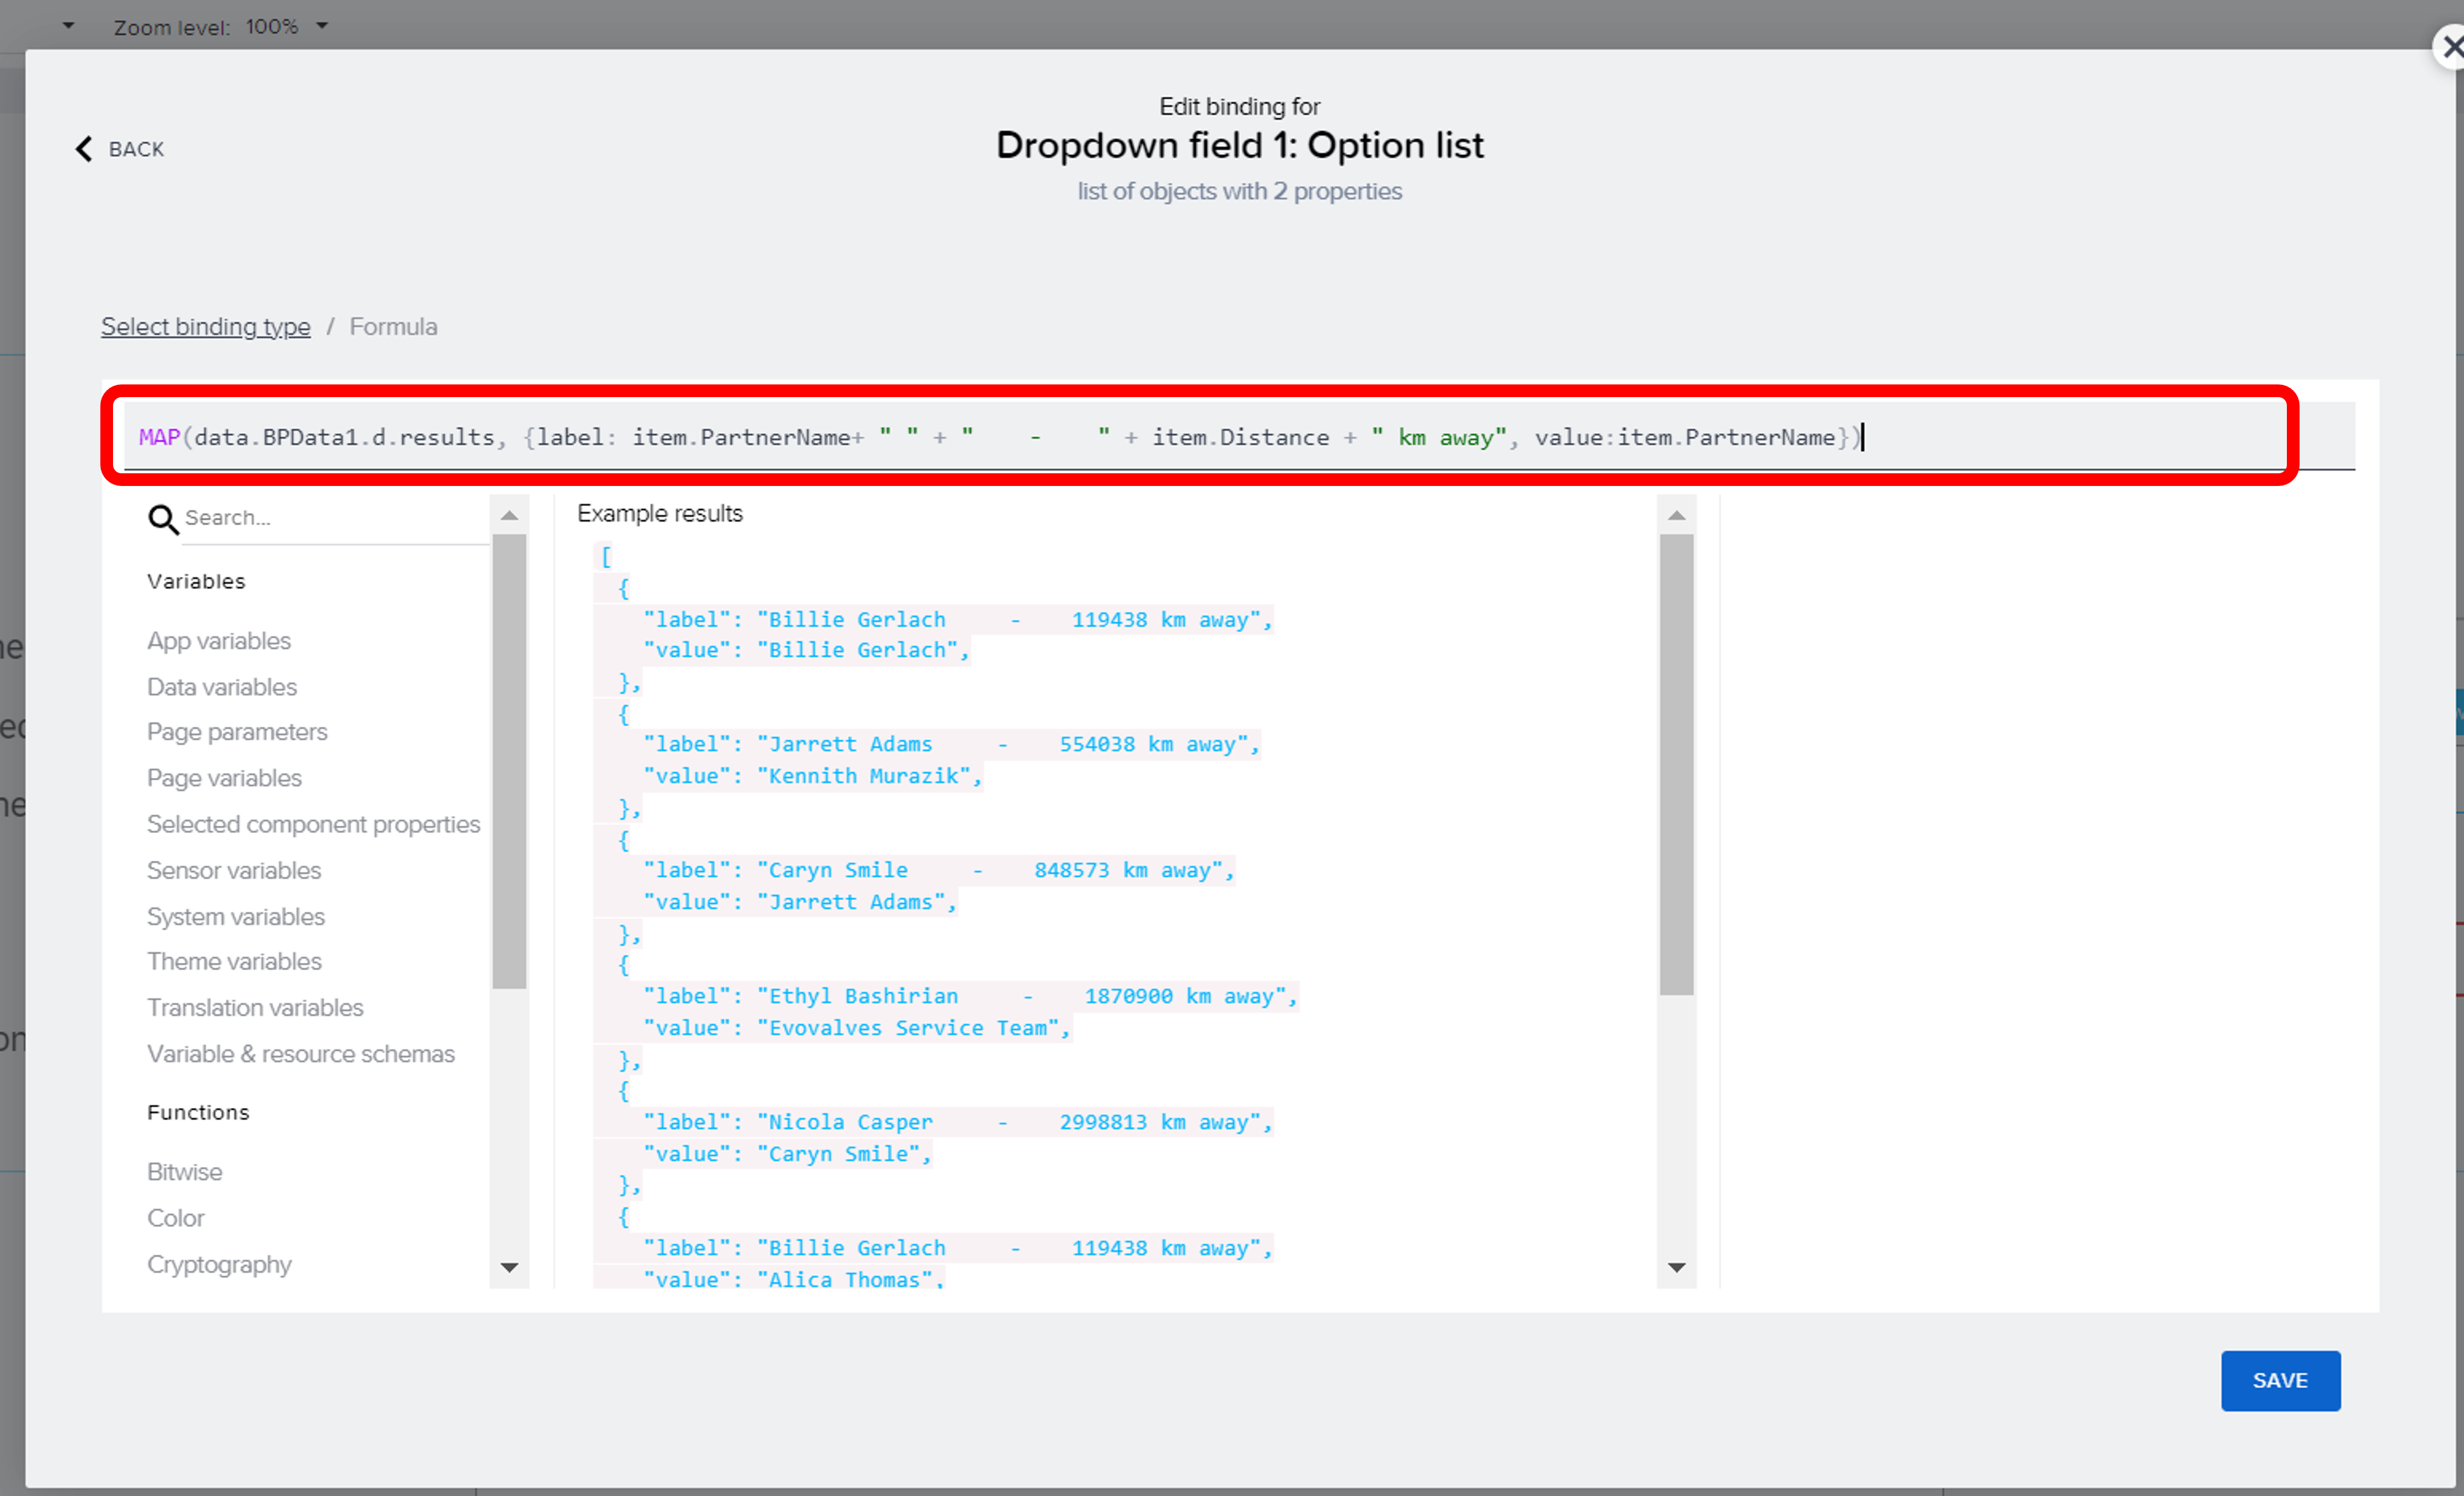 Zoom level: 100%
Edit binding for
BACK
Dropdown field 1: Option list
list of objects with 2 properties
Select binding type / Formula
MAP(data.BPData1.d.results, {label: item.PartnerName+ " " + "    -    " + item.Distance + " km away", value:item.PartnerName})
Search...
Variables
App variables
Data variables
Page parameters
Page variables
Selected component properties
Sensor variables
System variables
Theme variables
Translation variables
Variable & resource schemas
Functions
Bitwise
Color
Cryptography
Example results
[
{
"label": "Billie Gerlach     -    119438 km away",
"value": "Billie Gerlach",
},
{
"label": "Jarrett Adams     -    554038 km away",
"value": "Kennith Murazik",
},
{
"label": "Caryn Smile     -    848573 km away",
"value": "Jarrett Adams",
},
{
"label": "Ethyl Bashirian     -    1870900 km away",
"value": "Evovalves Service Team",
},
{
"label": "Nicola Casper     -    2998813 km away",
"value": "Caryn Smile",
},
{
"label": "Billie Gerlach     -    119438 km away",
"value": "Alica Thomas",
SAVE